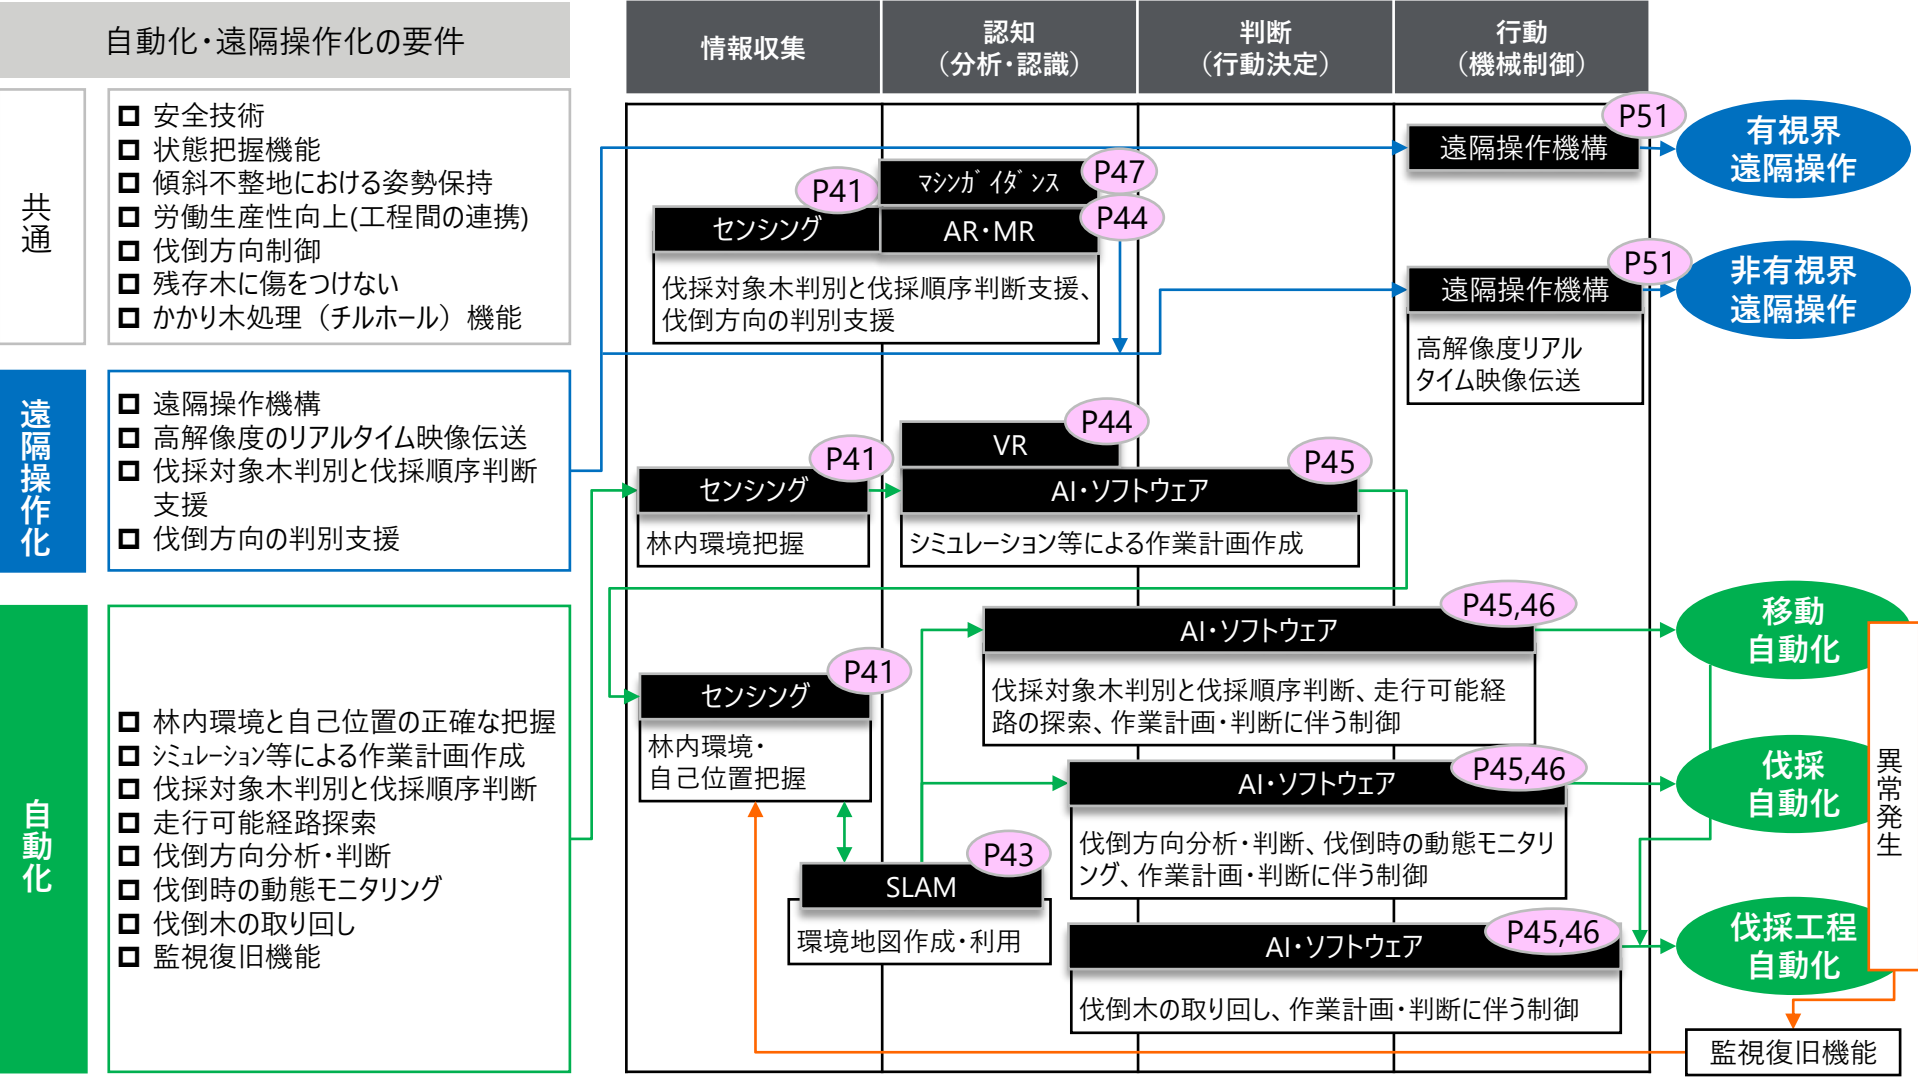 自動化・遠隔操作化の要件
情報収集
認知
（分析・認識）
判断
（行動決定）
行動
（機械制御）
共通
安全技術
状態把握機能
傾斜不整地における姿勢保持
労働生産性向上(工程間の連携)
伐倒方向制御
残存木に傷をつけない
かかり木処理（チルホール）機能
遠隔操作化
遠隔操作機構
高解像度のリアルタイム映像伝送
伐採対象木判別と伐採順序判断
支援
伐倒方向の判別支援
自動化
林内環境と自己位置の正確な把握
シミュレーション等による作業計画作成
伐採対象木判別と伐採順序判断
走行可能経路探索
伐倒方向分析・判断
伐倒時の動態モニタリング
伐倒木の取り回し
監視復旧機能
P51
遠隔操作機構
有視界
遠隔操作
P41
マシンガイダンス
P47
センシング
AR・MR
P44
伐採対象木判別と伐採順序判断支援、
伐倒方向の判別支援
P51
遠隔操作機構
高解像度リアル
タイム映像伝送
非有視界
遠隔操作
P41
センシング
林内環境把握
VR
P44
AI・ソフトウェア
P45
シミュレーション等による作業計画作成
P41
センシング
林内環境・
自己位置把握
P45,46
AI・ソフトウェア
伐採対象木判別と伐採順序判断、走行可能経
路の探索、作業計画・判断に伴う制御
移動
自動化
P45,46
AI・ソフトウェア
伐倒方向分析・判断、伐倒時の動態モニタリ
ング、作業計画・判断に伴う制御
伐採
自動化
P43
SLAM
環境地図作成・利用
P45,46
AI・ソフトウェア
伐倒木の取り回し、作業計画・判断に伴う制御
伐採工程
自動化
異常発生
監視復旧機能